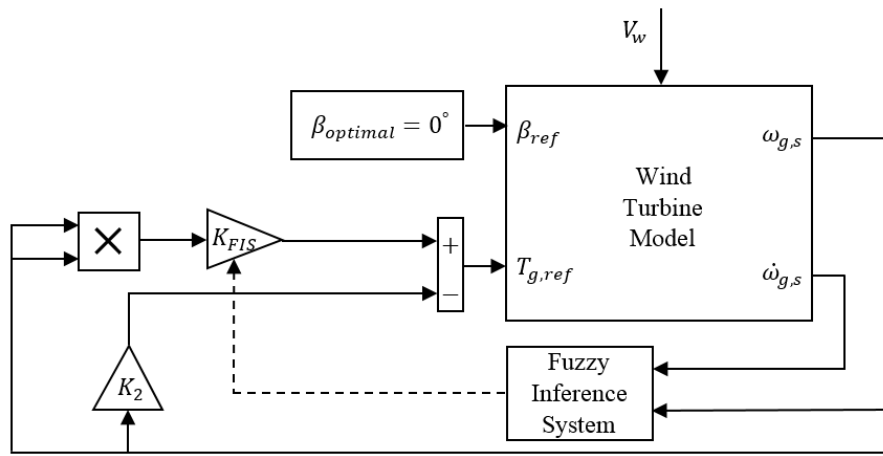 V_w
β_optimal = 0°
β_ref
ω_g,s
Wind
Turbine
Model
×
K_FIS
+
−
T_g,ref
ω̇_g,s
K_2
Fuzzy
Inference
System